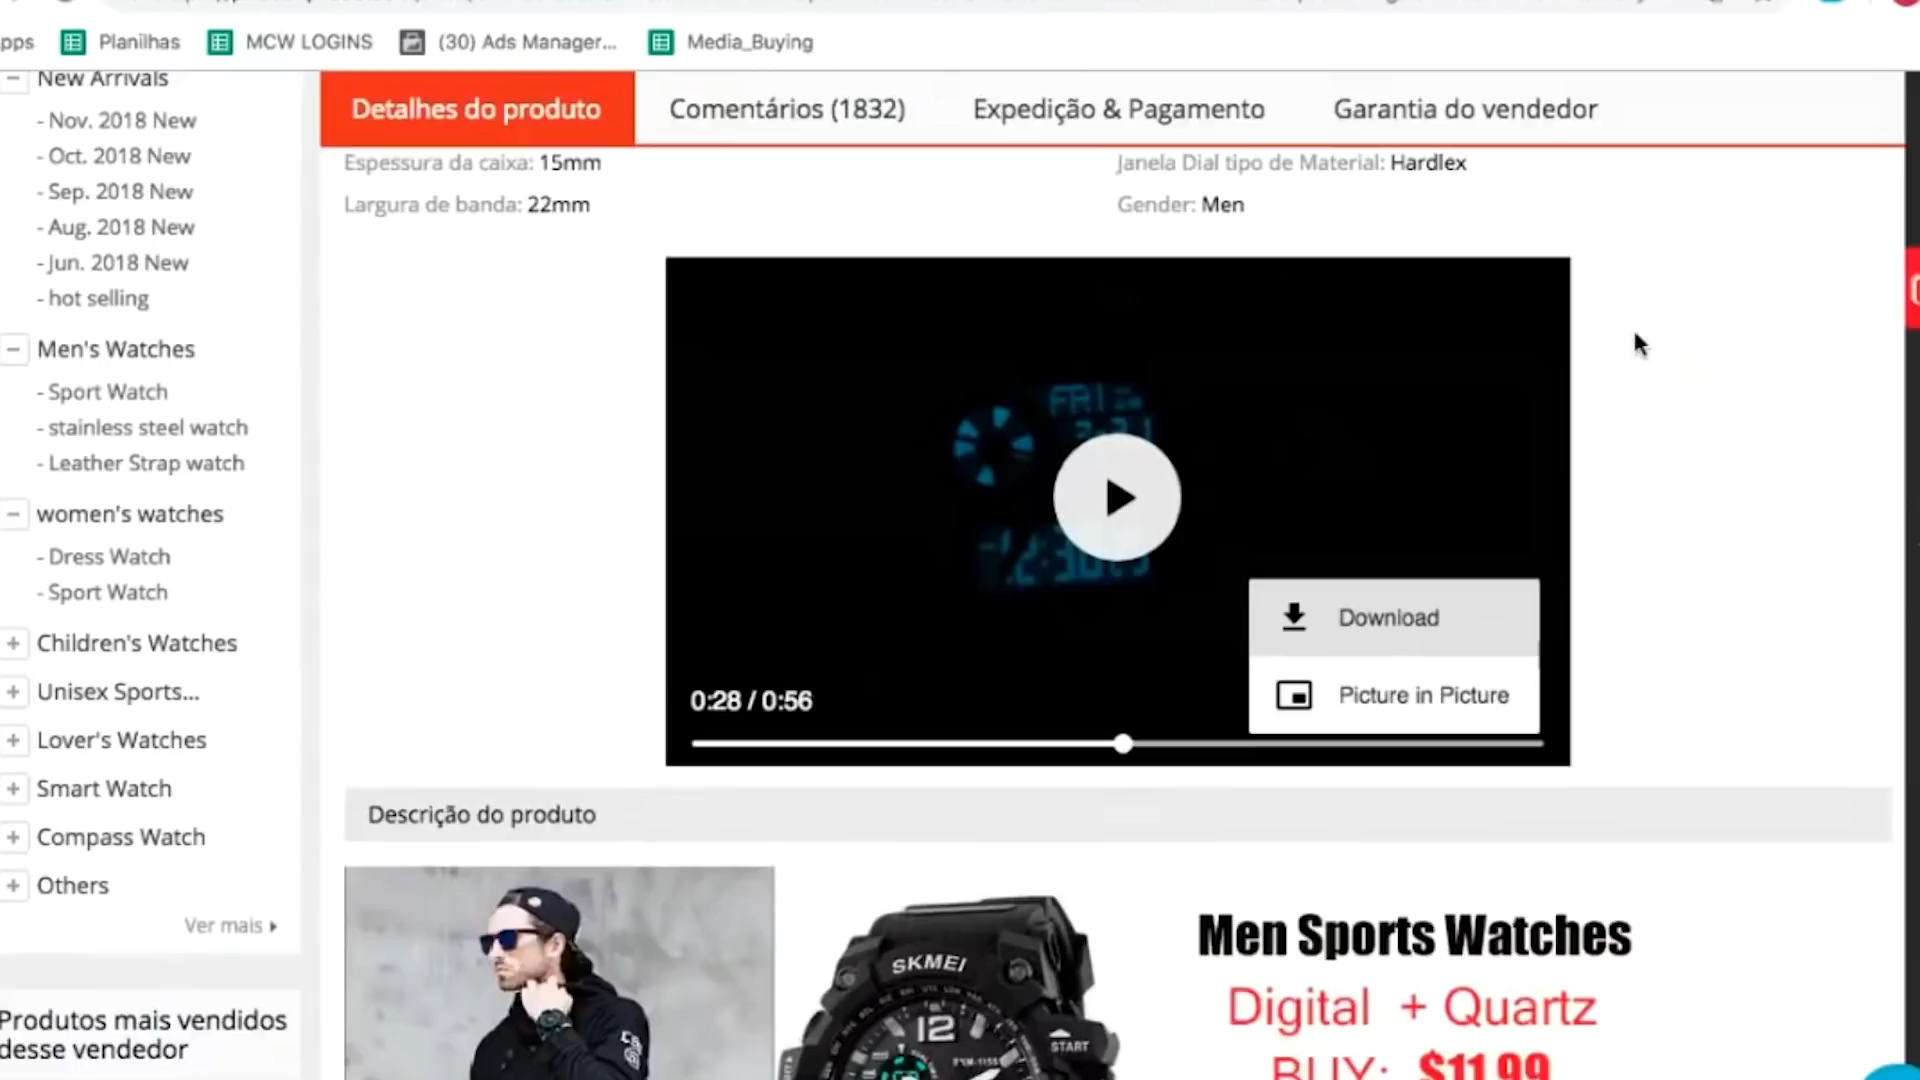 pps Planilhas MCW LOGINS (30) Ads Manager... Media_Buying
New Arrivals
- Nov. 2018 New
- Oct. 2018 New
- Sep. 2018 New
- Aug. 2018 New
- Jun. 2018 New
- hot selling
Men's Watches
- Sport Watch
- stainless steel watch
- Leather Strap watch
women's watches
- Dress Watch
- Sport Watch
Children's Watches
Unisex Sports...
Lover's Watches
Smart Watch
Compass Watch
Others
Ver mais
Produtos mais vendidos
desse vendedor
Detalhes do produto Comentários (1832) Expedição & Pagamento Garantia do vendedor
Espessura da caixa: 15mm Janela Dial tipo de Material: Hardlex
Largura de banda: 22mm Gender: Men
FRI
Download
Picture in Picture
0:28 / 0:56
Descrição do produto
SKMEI
12
START
Men Sports Watches
Digital + Quartz
BUY: $11.99